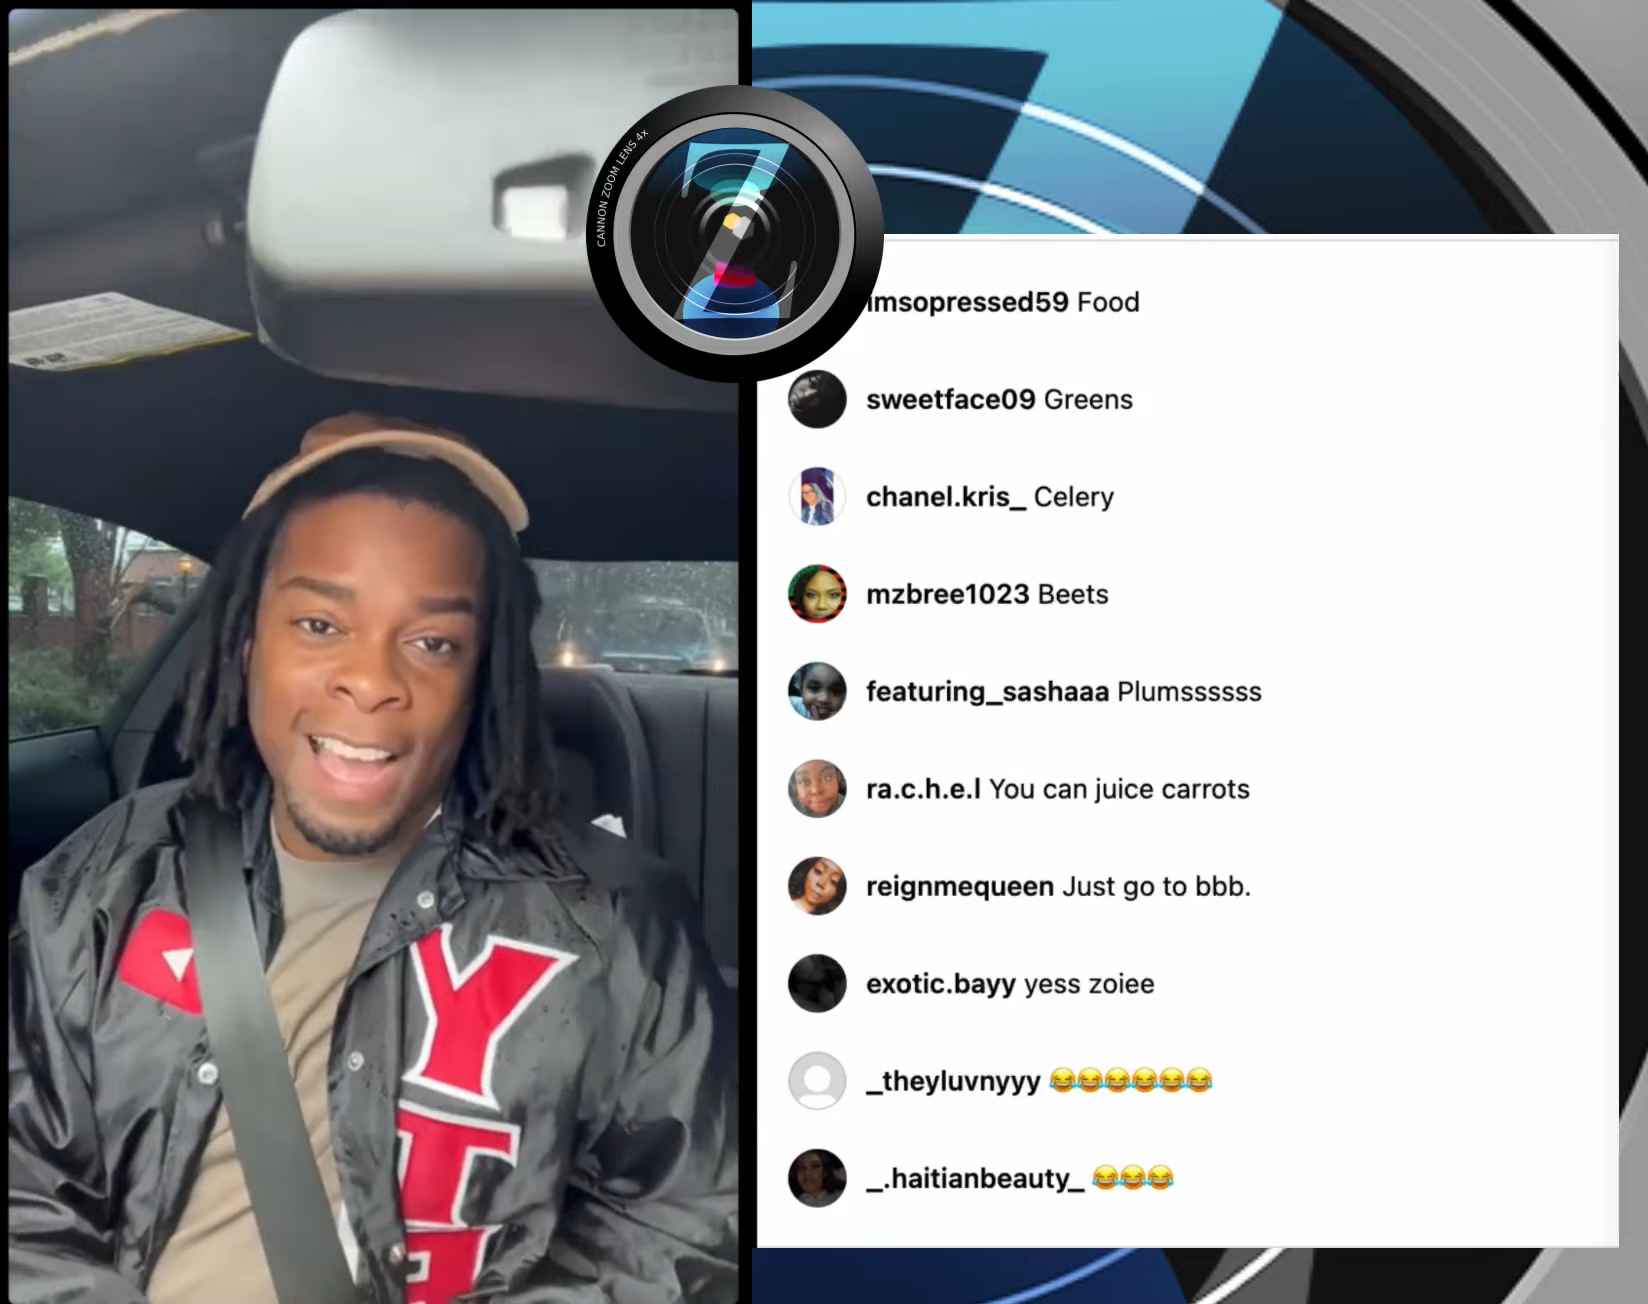 CANNON ZOOM LENS 4x
Z
imsopressed59 Food
sweetface09 Greens
chanel.kris_ Celery
mzbree1023 Beets
featuring_sashaaa Plumssssss
ra.c.h.e.l You can juice carrots
reignmequeen Just go to bbb.
exotic.bayy yess zoiee
_theyluvnyyy 😂😂😂😂😂😂
_.haitianbeauty_ 😂😂😂
Y
T